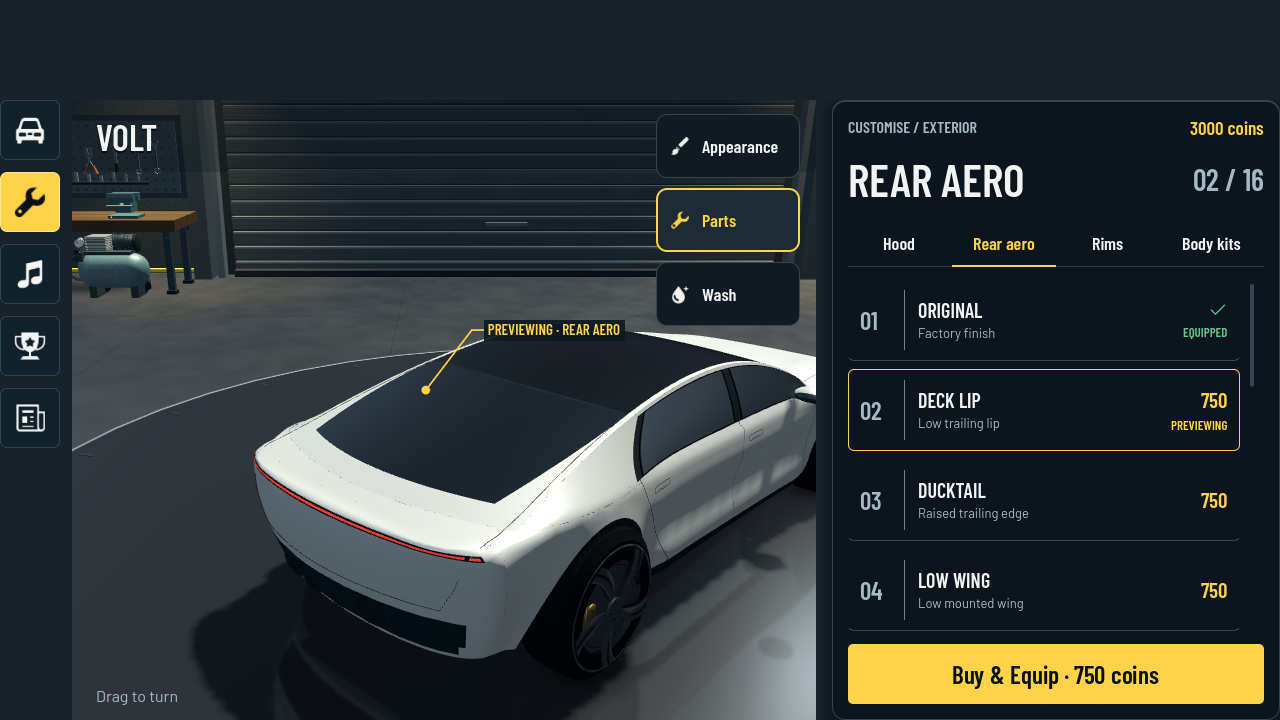 VOLT
Appearance
Parts
Wash
PREVIEWING · REAR AERO
Drag to turn
CUSTOMISE / EXTERIOR
3000 coins
REAR AERO
02 / 16
Hood
Rear aero
Rims
Body kits
01
ORIGINAL
Factory finish
EQUIPPED
02
DECK LIP
Low trailing lip
750
PREVIEWING
03
DUCKTAIL
Raised trailing edge
750
04
LOW WING
Low mounted wing
750
Buy & Equip · 750 coins